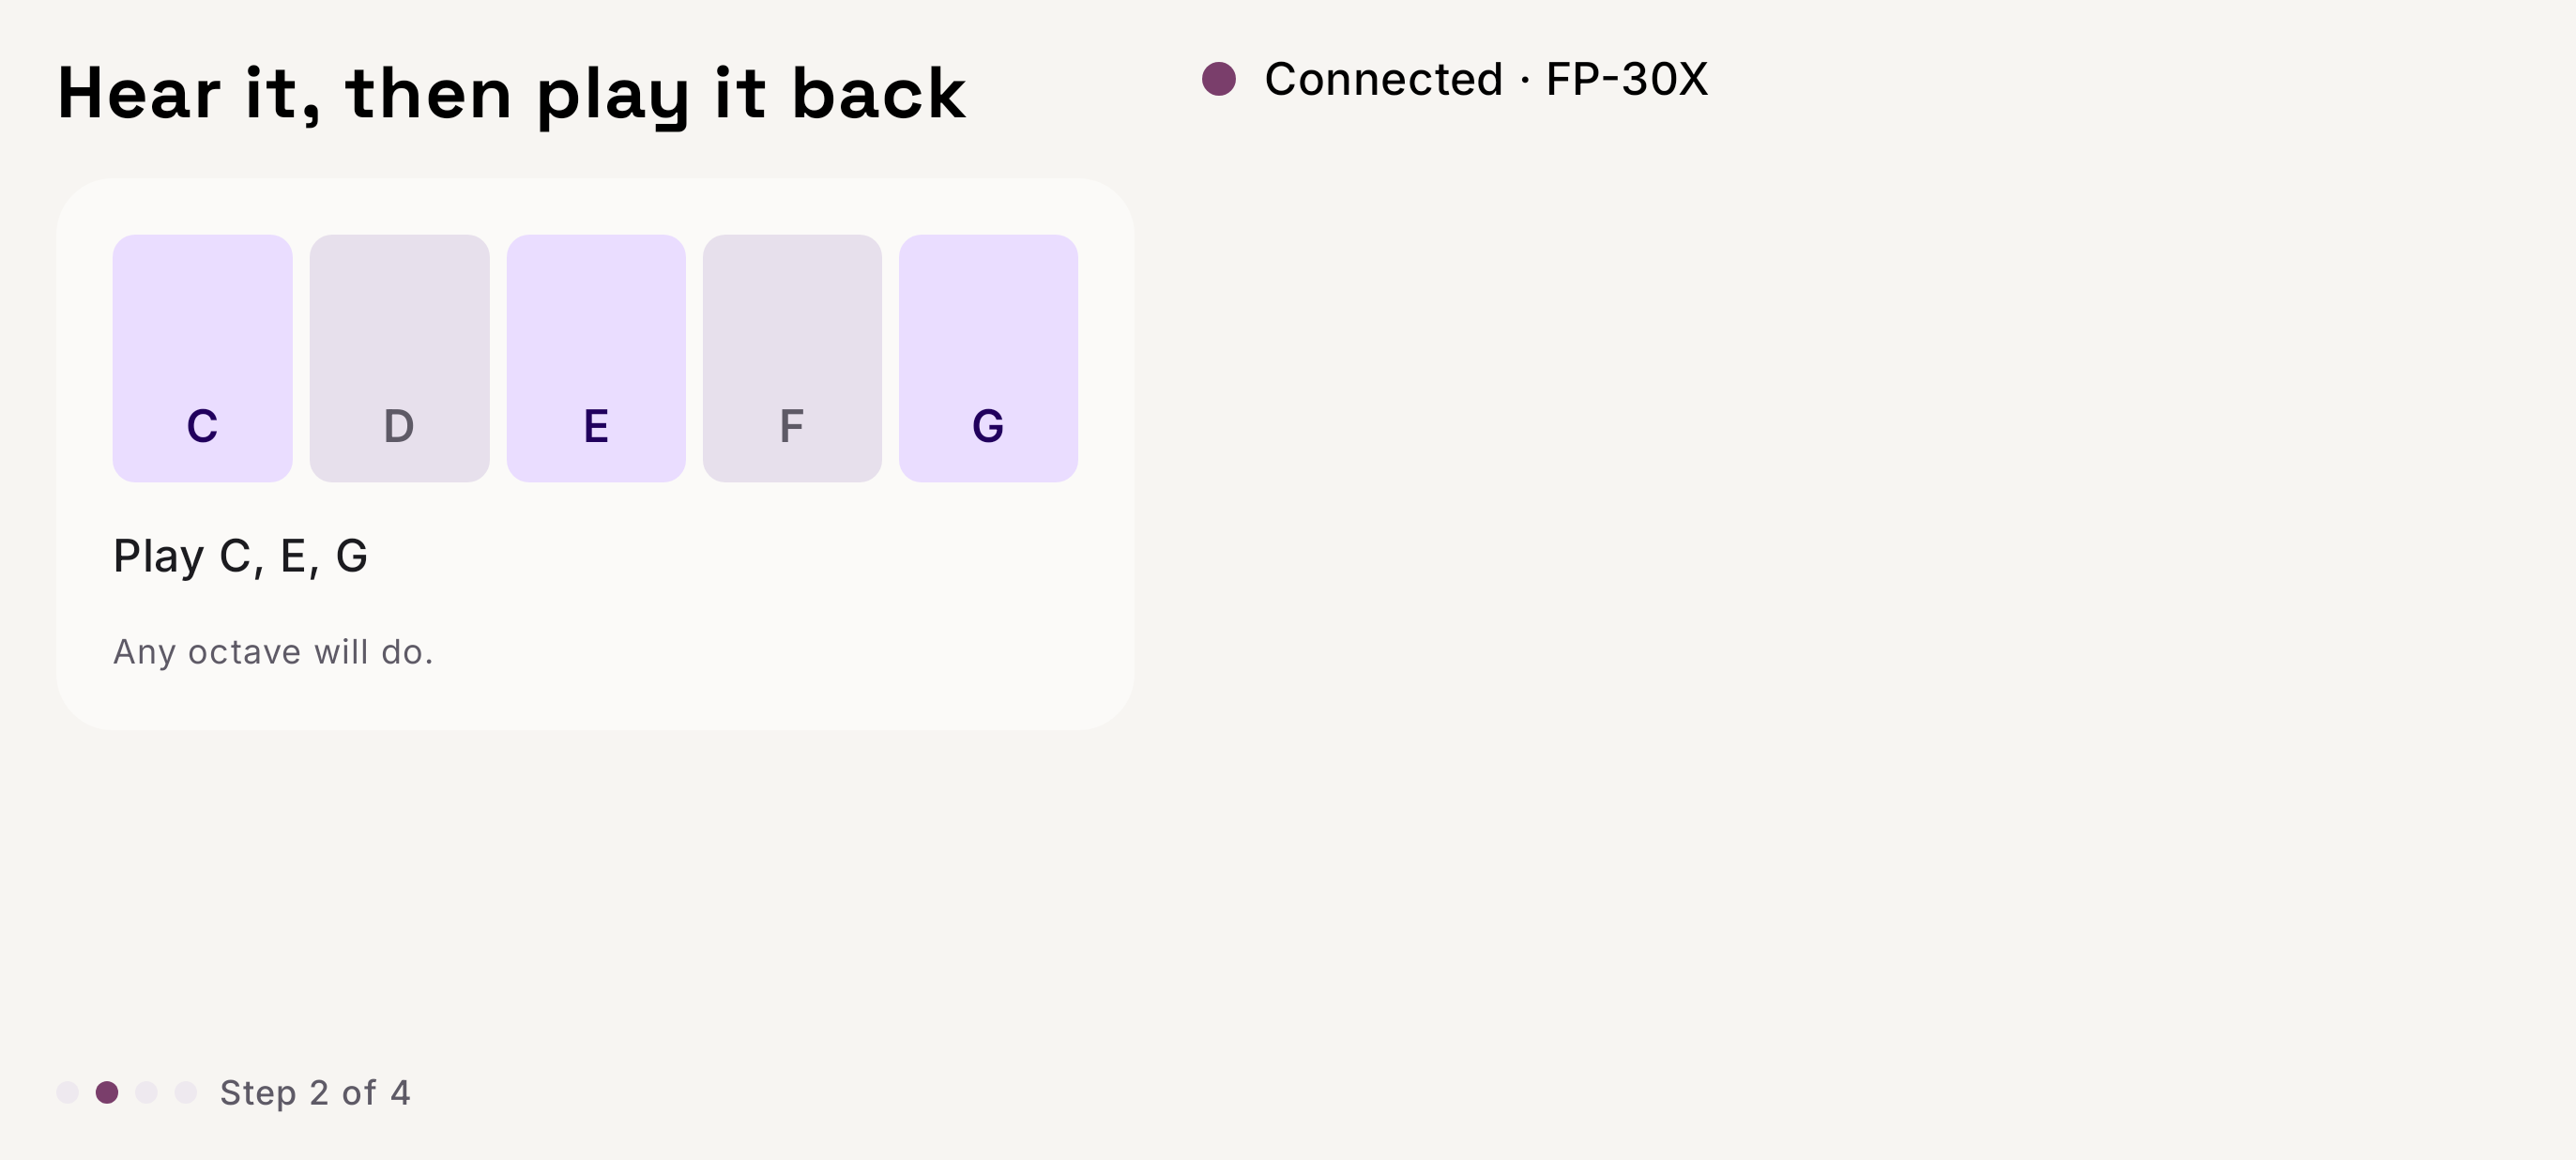 Hear it, then play it back
Connected · FP-30X
C D E F G
Play C, E, G
Any octave will do.
Step 2 of 4